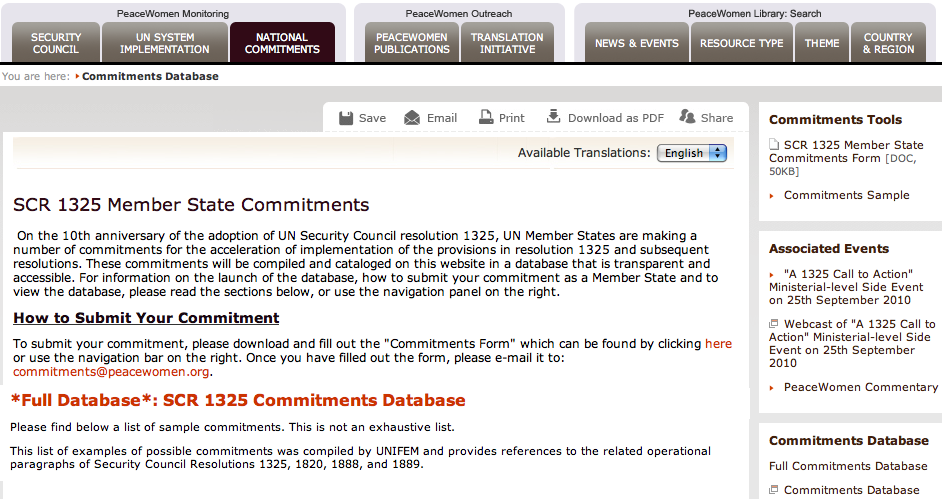 PeaceWomen Monitoring
PeaceWomen Outreach
PeaceWomen Library: Search
SECURITY
COUNCIL
UN SYSTEM
IMPLEMENTATION
NATIONAL
COMMITMENTS
PEACEWOMEN
PUBLICATIONS
TRANSLATION
INITIATIVE
NEWS & EVENTS
RESOURCE TYPE
THEME
COUNTRY
& REGION
You are here: Commitments Database
Save
Email
Print
Download as PDF
Share
Available Translations: English
SCR 1325 Member State Commitments
On the 10th anniversary of the adoption of UN Security Council resolution 1325, UN Member States are making a
number of commitments for the acceleration of implementation of the provisions in resolution 1325 and subsequent
resolutions. These commitments will be compiled and cataloged on this website in a database that is transparent and
accessible. For information on the launch of the database, how to submit your commitment as a Member State and to
view the database, please read the sections below, or use the navigation panel on the right.
How to Submit Your Commitment
To submit your commitment, please download and fill out the "Commitments Form" which can be found by clicking here
or use the navigation bar on the right. Once you have filled out the form, please e-mail it to:
commitments@peacewomen.org.
*Full Database*: SCR 1325 Commitments Database
Please find below a list of sample commitments. This is not an exhaustive list.
This list of examples of possible commitments was compiled by UNIFEM and provides references to the related operational
paragraphs of Security Council Resolutions 1325, 1820, 1888, and 1889.
Commitments Tools
SCR 1325 Member State
Commitments Form [DOC,
50KB]
Commitments Sample
Associated Events
"A 1325 Call to Action"
Ministerial-level Side Event
on 25th September 2010
Webcast of "A 1325 Call to
Action" Ministerial-level Side
Event on 25th September
2010
PeaceWomen Commentary
Commitments Database
Full Commitments Database
Commitments Database